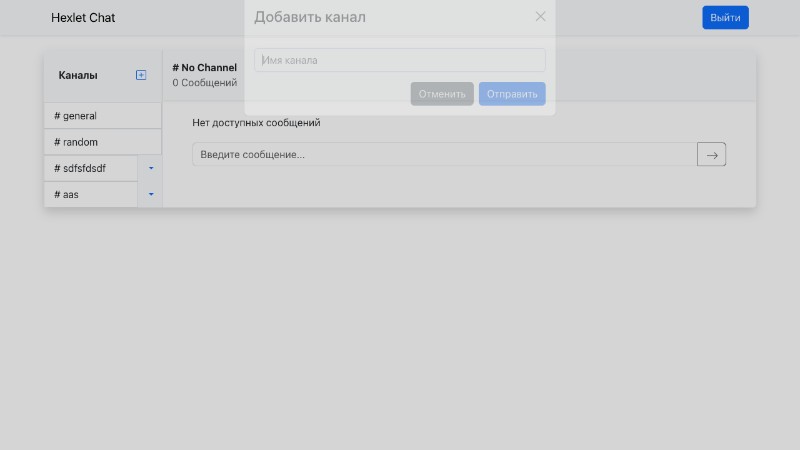 Hexlet Chat
Выйти
Добавить канал
Имя канала
Отменить
Отправить
Каналы
# general
# random
# sdfsfdsdf
# aas
# No Channel
0 Сообщений
Нет доступных сообщений
Введите сообщение...